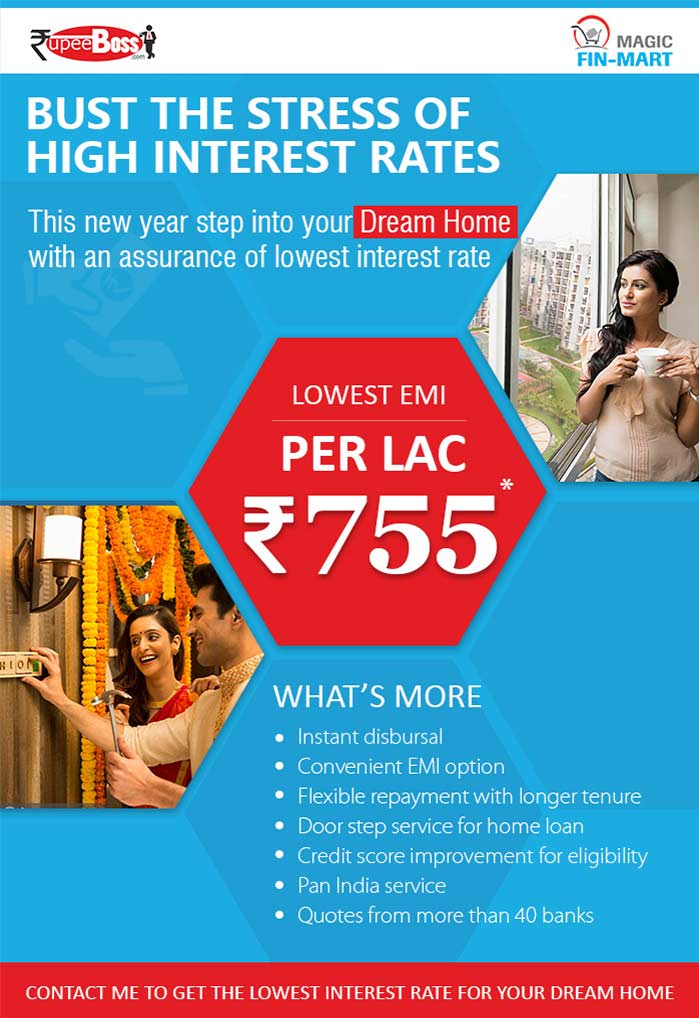 ₹upeeBoss
.com
MAGIC
FIN-MART
BUST THE STRESS OF
HIGH INTEREST RATES
This new year step into your Dream Home
with an assurance of lowest interest rate
LOWEST EMI
PER LAC
₹755*
WHAT'S MORE
• Instant disbursal
• Convenient EMI option
• Flexible repayment with longer tenure
• Door step service for home loan
• Credit score improvement for eligibility
• Pan India service
• Quotes from more than 40 banks
CONTACT ME TO GET THE LOWEST INTEREST RATE FOR YOUR DREAM HOME